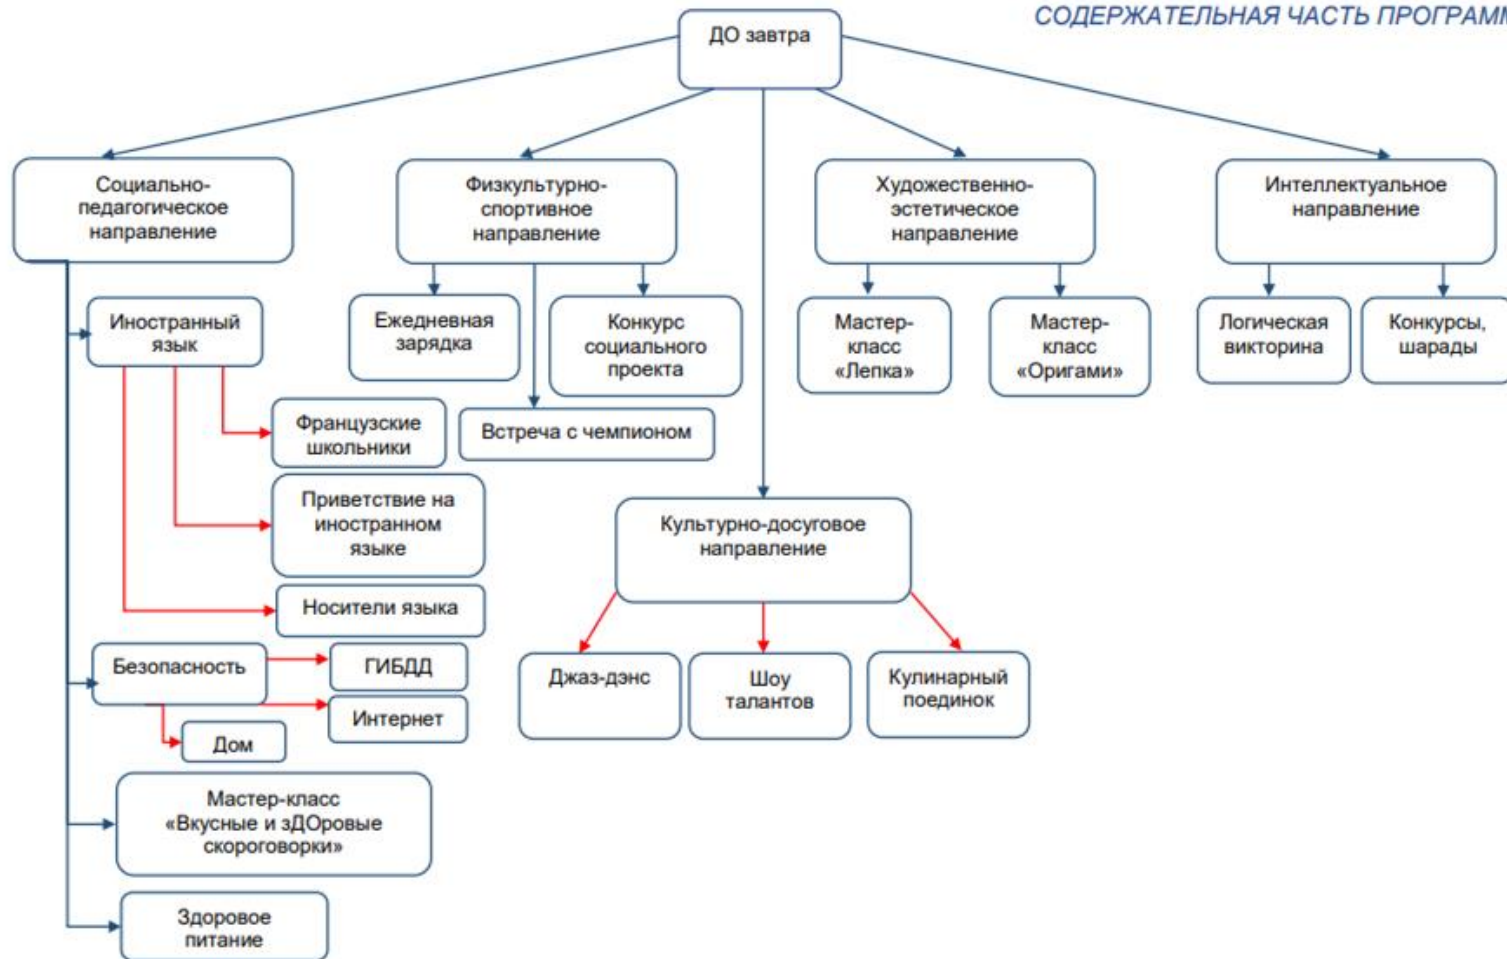 СОДЕРЖАТЕЛЬНАЯ ЧАСТЬ ПРОГРАММ
ДО завтра
Социально-
педагогическое
направление
Физкультурно-
спортивное
направление
Художественно-
эстетическое
направление
Интеллектуальное
направление
Иностранный
язык
Ежедневная
зарядка
Конкурс
социального
проекта
Мастер-
класс
«Лепка»
Мастер-
класс
«Оригами»
Логическая
викторина
Конкурсы,
шарады
Французские
школьники
Встреча с чемпионом
Приветствие на
иностранном
языке
Культурно-досуговое
направление
Носители языка
Безопасность
ГИБДД
Интернет
Дом
Джаз-дэнс
Шоу
талантов
Кулинарный
поединок
Мастер-класс
«Вкусные и зДОровые
скороговорки»
Здоровое
питание